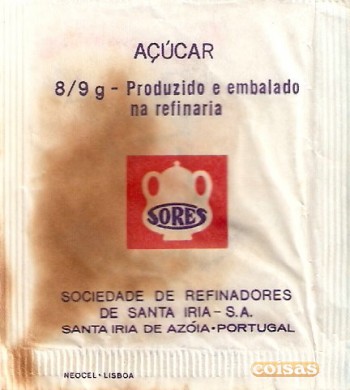 AÇÚCAR
8/9 g - Produzido e embalado
na refinaria
SORES
SOCIEDADE DE REFINADORES
DE SANTA IRIA - S.A.
SANTA IRIA DE AZÓIA • PORTUGAL
NEOCEL • LISBOA
coisas